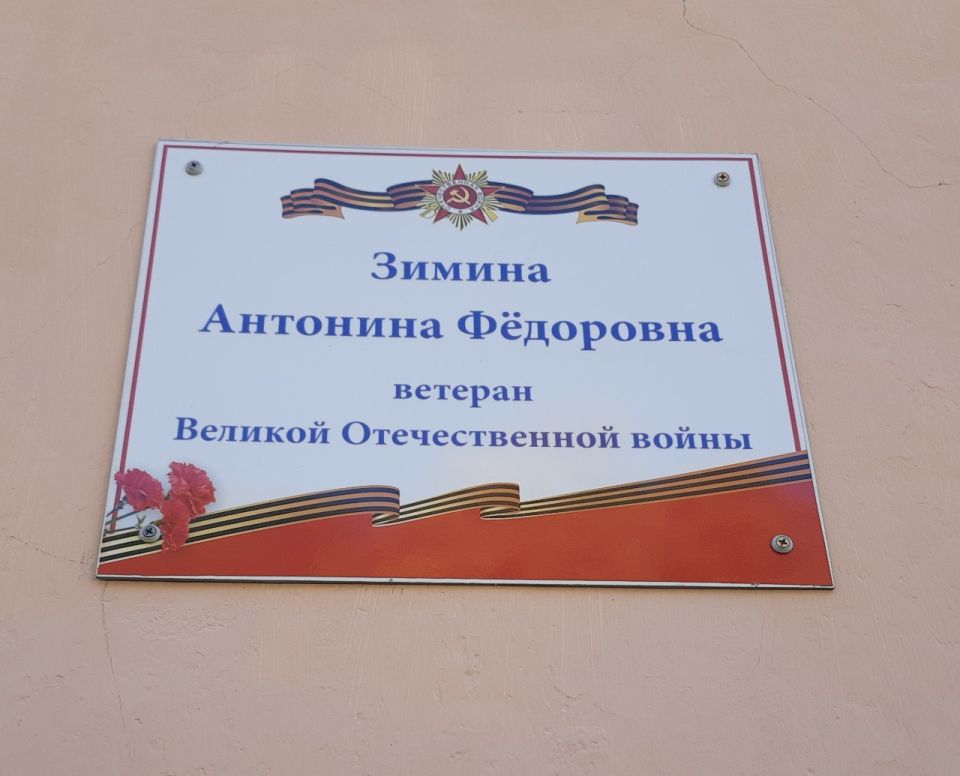 Зимина
Антонина Фёдоровна
ветеран
Великой Отечественной войны